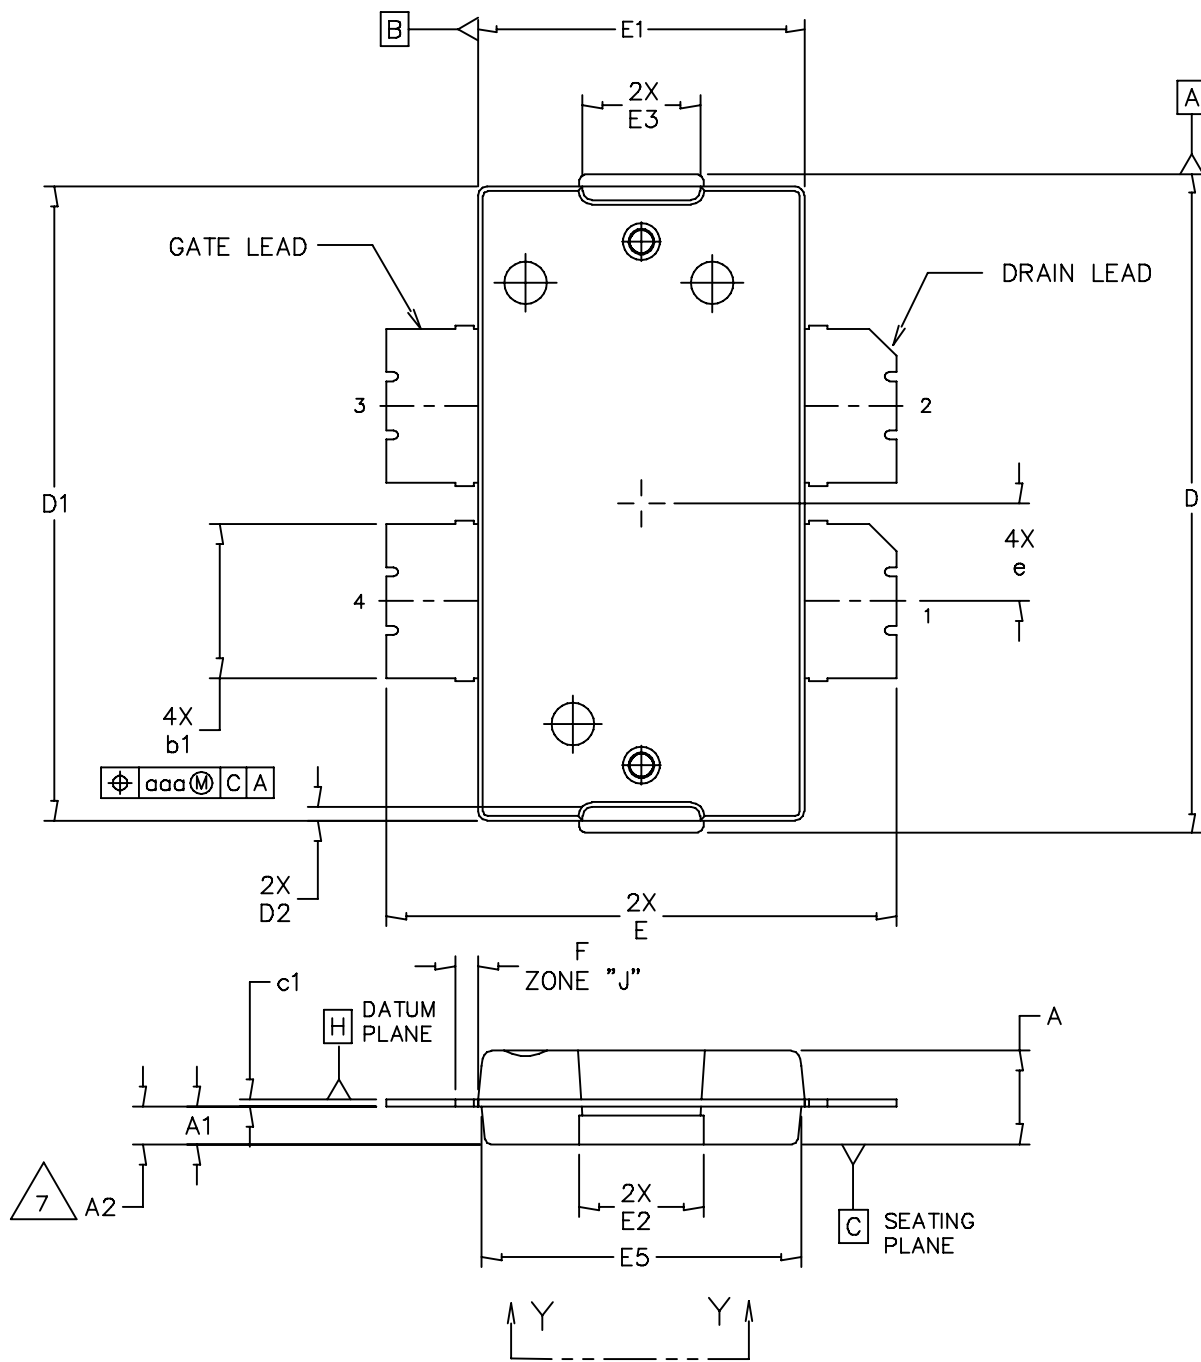 B
E1
2X
E3
A
GATE LEAD
DRAIN LEAD
3
2
D1
D
4X
e
4
1
4X
b1
⌖ aaa Ⓜ C A
2X
D2
2X
E
F
ZONE "J"
c1
H
DATUM
PLANE
A
A1
7
A2
2X
E2
C
SEATING
PLANE
E5
Y
Y